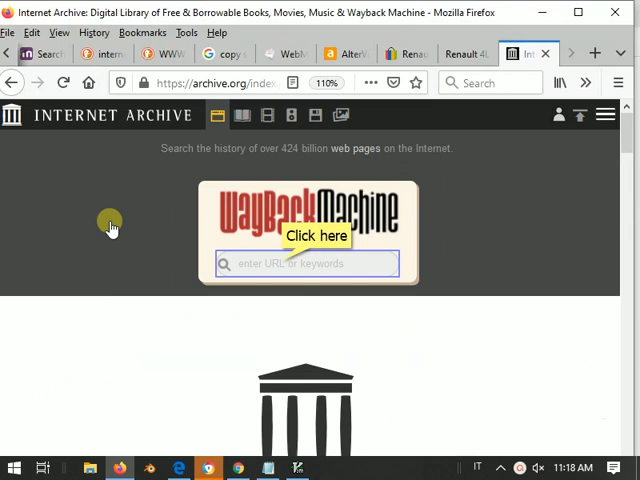 Internet Archive: Digital Library of Free & Borrowable Books, Movies, Music & Wayback Machine - Mozilla Firefox
File Edit View History Bookmarks Tools Help
Search intern WWW copy s WebM AlterV Renau Renault 4L Int
https://archive.org/index 110% Search
INTERNET ARCHIVE
Search the history of over 424 billion web pages on the Internet.
WayBackMachine
Click here
enter URL or keywords
IT 11:18 AM